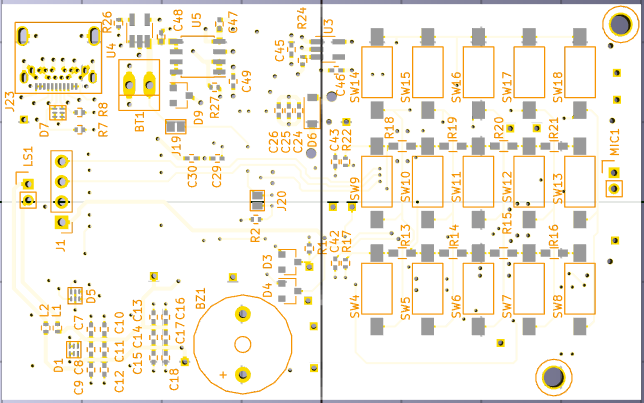 R26
C48
U5
C47
R24
U3
U4
C45
C49
C46
SW14
SW15
SW16
SW17
SW18
J23
D7
R7
R8
BT1
J19
D9
R27
C26
C25
C24
D6
C43
R22
R18
R19
R20
R21
MIC1
LS1
C30
C29
SW9
SW10
SW11
SW12
SW13
J1
J20
R2
R1
C42
R17
R13
R14
R15
R16
D3
D4
BZ1
D5
L2
L1
C7
C10
C13
C16
C14
C17
C11
C15
D1
C8
C9
C12
C18
+
SW4
SW5
SW6
SW7
SW8